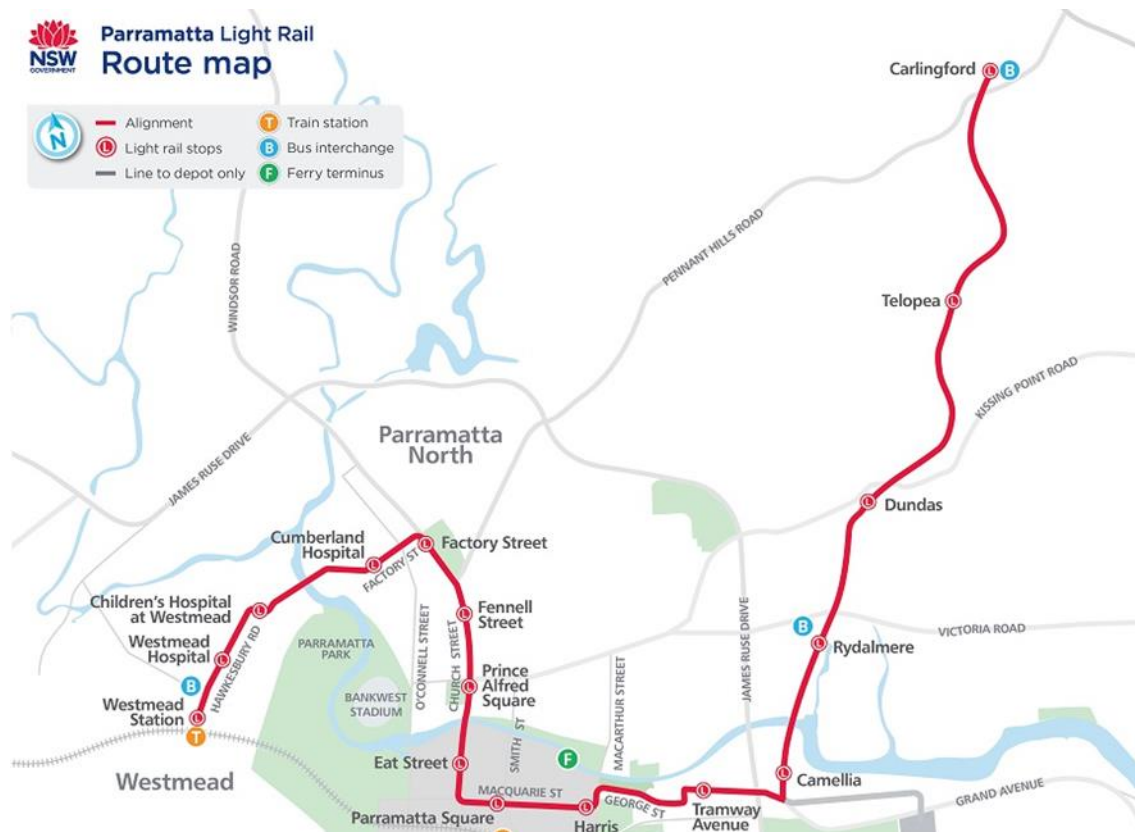 Parramatta Light Rail
Route map
NSW
GOVERNMENT
N
Alignment
L Light rail stops
Line to depot only
T Train station
B Bus interchange
F Ferry terminus
Carlingford L B
WINDSOR ROAD
PENNANT HILLS ROAD
Telopea L
KISSING POINT ROAD
JAMES RUSE DRIVE
Parramatta
North
L Dundas
Cumberland
Hospital L
L Factory Street
FACTORY ST
Children's Hospital
at Westmead L
L Fennell
Street
O'CONNELL STREET
CHURCH STREET
Westmead
Hospital L
HAWKESBURY RD
PARRAMATTA
PARK
B
L Rydalmere
VICTORIA ROAD
JAMES RUSE DRIVE
MACARTHUR STREET
L Prince
Alfred
Square
BANKWEST
STADIUM
B
Westmead
Station L
T
SMITH ST
Westmead
Eat Street L
F
L Camellia
MACQUARIE ST
GEORGE ST
L
GRAND AVENUE
Parramatta Square L
L
Harris
Tramway
Avenue